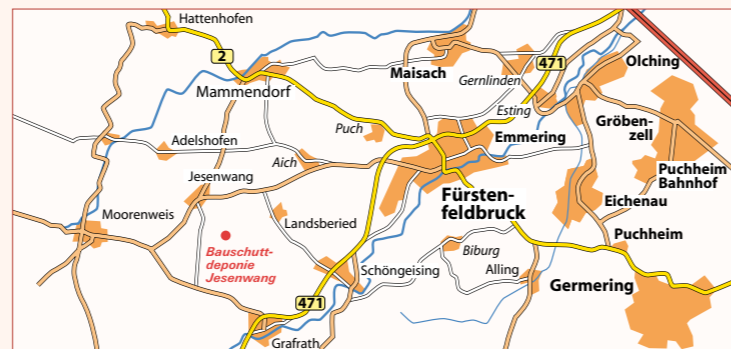 Hattenhofen
2
471
Maisach
Olching
Gernlinden
Mammendorf
Esting
Puch
Emmering
Gröben-
zell
Adelshofen
Aich
Puchheim
Bahnhof
Jesenwang
Fürsten-
feldbruck
Eichenau
Moorenweis
Landsberied
Puchheim
Bauschutt-
deponie
Jesenwang
Biburg
Schöngeising
Alling
Germering
471
Grafrath